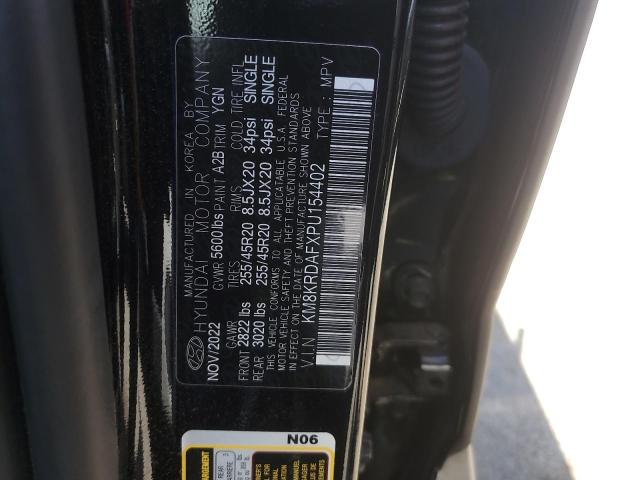 MANUFACTURED IN KOREA BY
HYUNDAI MOTOR COMPANY
NOV/2022 GVWR 5600lbs PAINT A2B TRIM YGN
GAWR TIRES RIMS COLD TIRE INFL
FRONT 2822 lbs 255/45R20 8.5JX20 34psi SINGLE
REAR 3020 lbs 255/45R20 8.5JX20 34psi SINGLE
THIS VEHICLE CONFORMS TO ALL APPLICABLE U.S.A FEDERAL
MOTOR VEHICLE SAFETY, BUMPER AND THEFT PREVENTION STANDARDS
IN EFFECT ON THE DATE OF MANUFACTURE SHOWN ABOVE
V.I.N KM8KRDAFXPU154402 TYPE : MPV
N06
REAR
ARRIERE